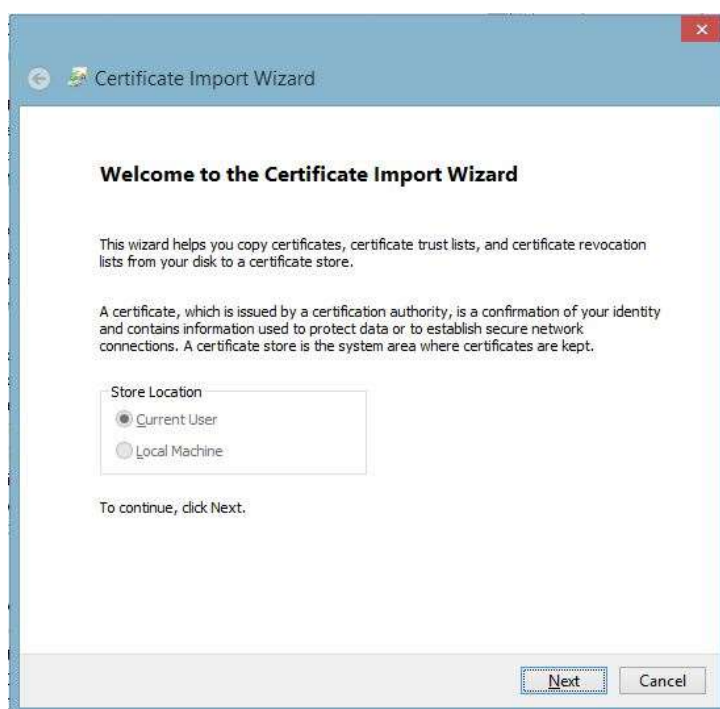 Certificate Import Wizard
Welcome to the Certificate Import Wizard
This wizard helps you copy certificates, certificate trust lists, and certificate revocation
lists from your disk to a certificate store.
A certificate, which is issued by a certification authority, is a confirmation of your identity
and contains information used to protect data or to establish secure network
connections. A certificate store is the system area where certificates are kept.
Store Location
Current User
Local Machine
To continue, click Next.
Next
Cancel